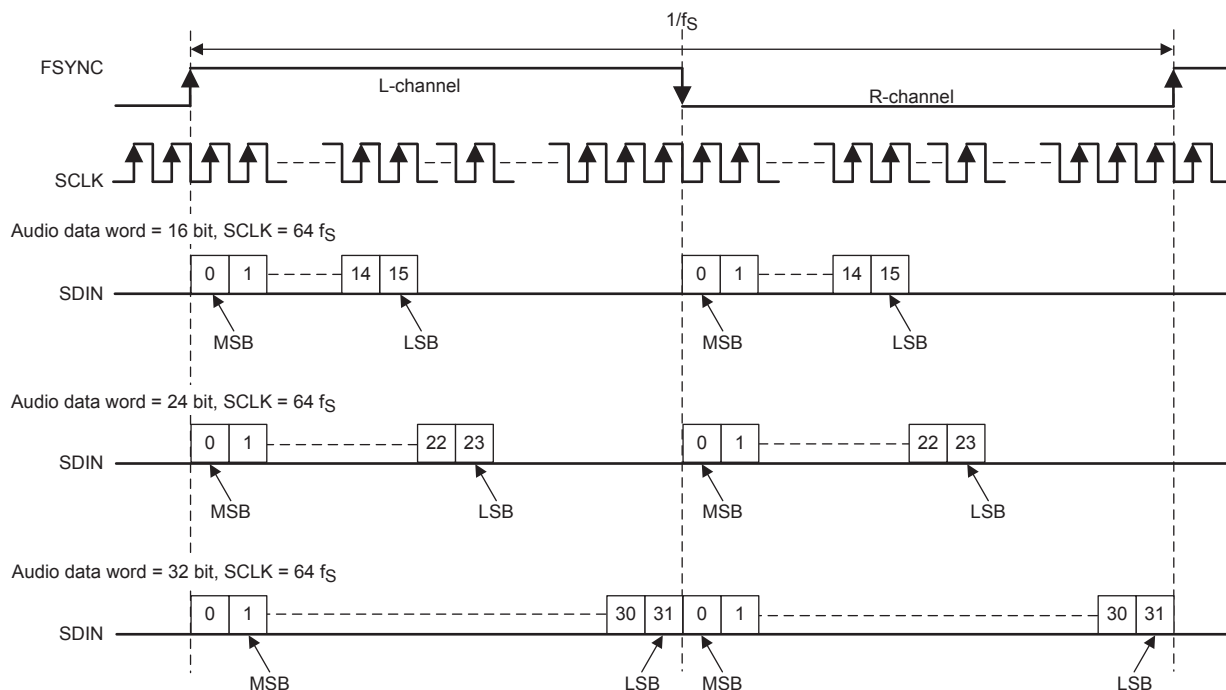 1/fS
FSYNC
L-channel
R-channel
SCLK
Audio data word = 16 bit, SCLK = 64 fS
SDIN
0 1 14 15 0 1 14 15
MSB LSB MSB LSB
Audio data word = 24 bit, SCLK = 64 fS
SDIN
0 1 22 23 0 1 22 23
MSB LSB MSB LSB
Audio data word = 32 bit, SCLK = 64 fS
SDIN
0 1 30 31 0 1 30 31
MSB LSB MSB LSB